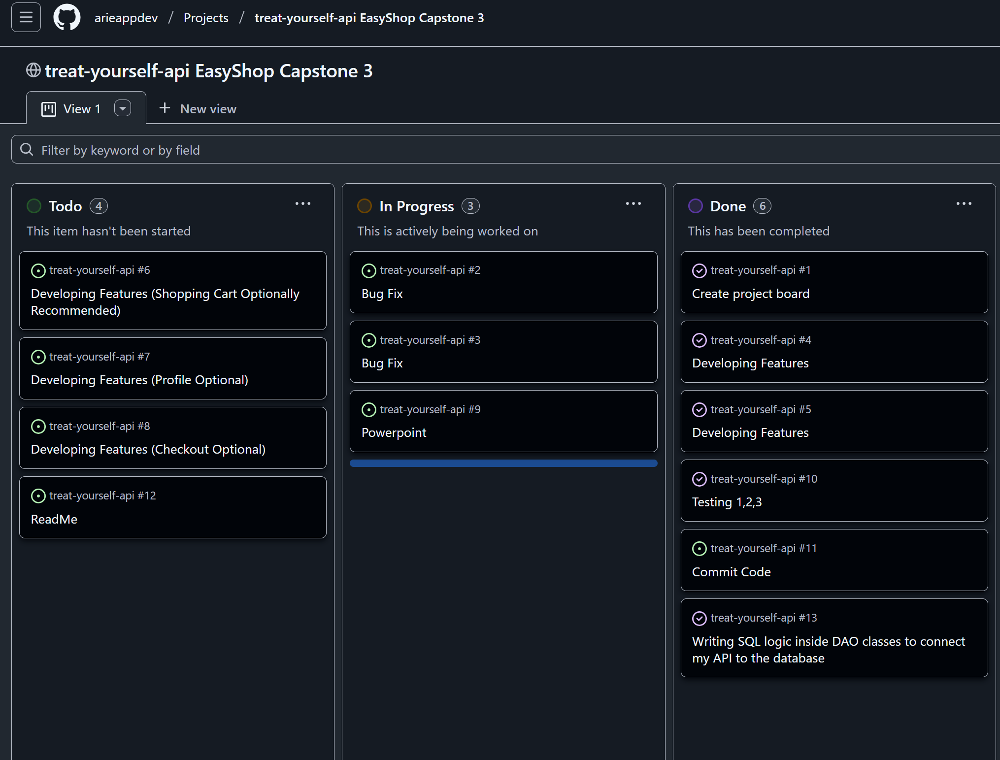 arieappdev / Projects / treat-yourself-api EasyShop Capstone 3
treat-yourself-api EasyShop Capstone 3
View 1
New view
Filter by keyword or by field
Todo 4
This item hasn't been started
treat-yourself-api #6
Developing Features (Shopping Cart Optionally
Recommended)
treat-yourself-api #7
Developing Features (Profile Optional)
treat-yourself-api #8
Developing Features (Checkout Optional)
treat-yourself-api #12
ReadMe
In Progress 3
This is actively being worked on
treat-yourself-api #2
Bug Fix
treat-yourself-api #3
Bug Fix
treat-yourself-api #9
Powerpoint
Done 6
This has been completed
treat-yourself-api #1
Create project board
treat-yourself-api #4
Developing Features
treat-yourself-api #5
Developing Features
treat-yourself-api #10
Testing 1,2,3
treat-yourself-api #11
Commit Code
treat-yourself-api #13
Writing SQL logic inside DAO classes to connect
my API to the database